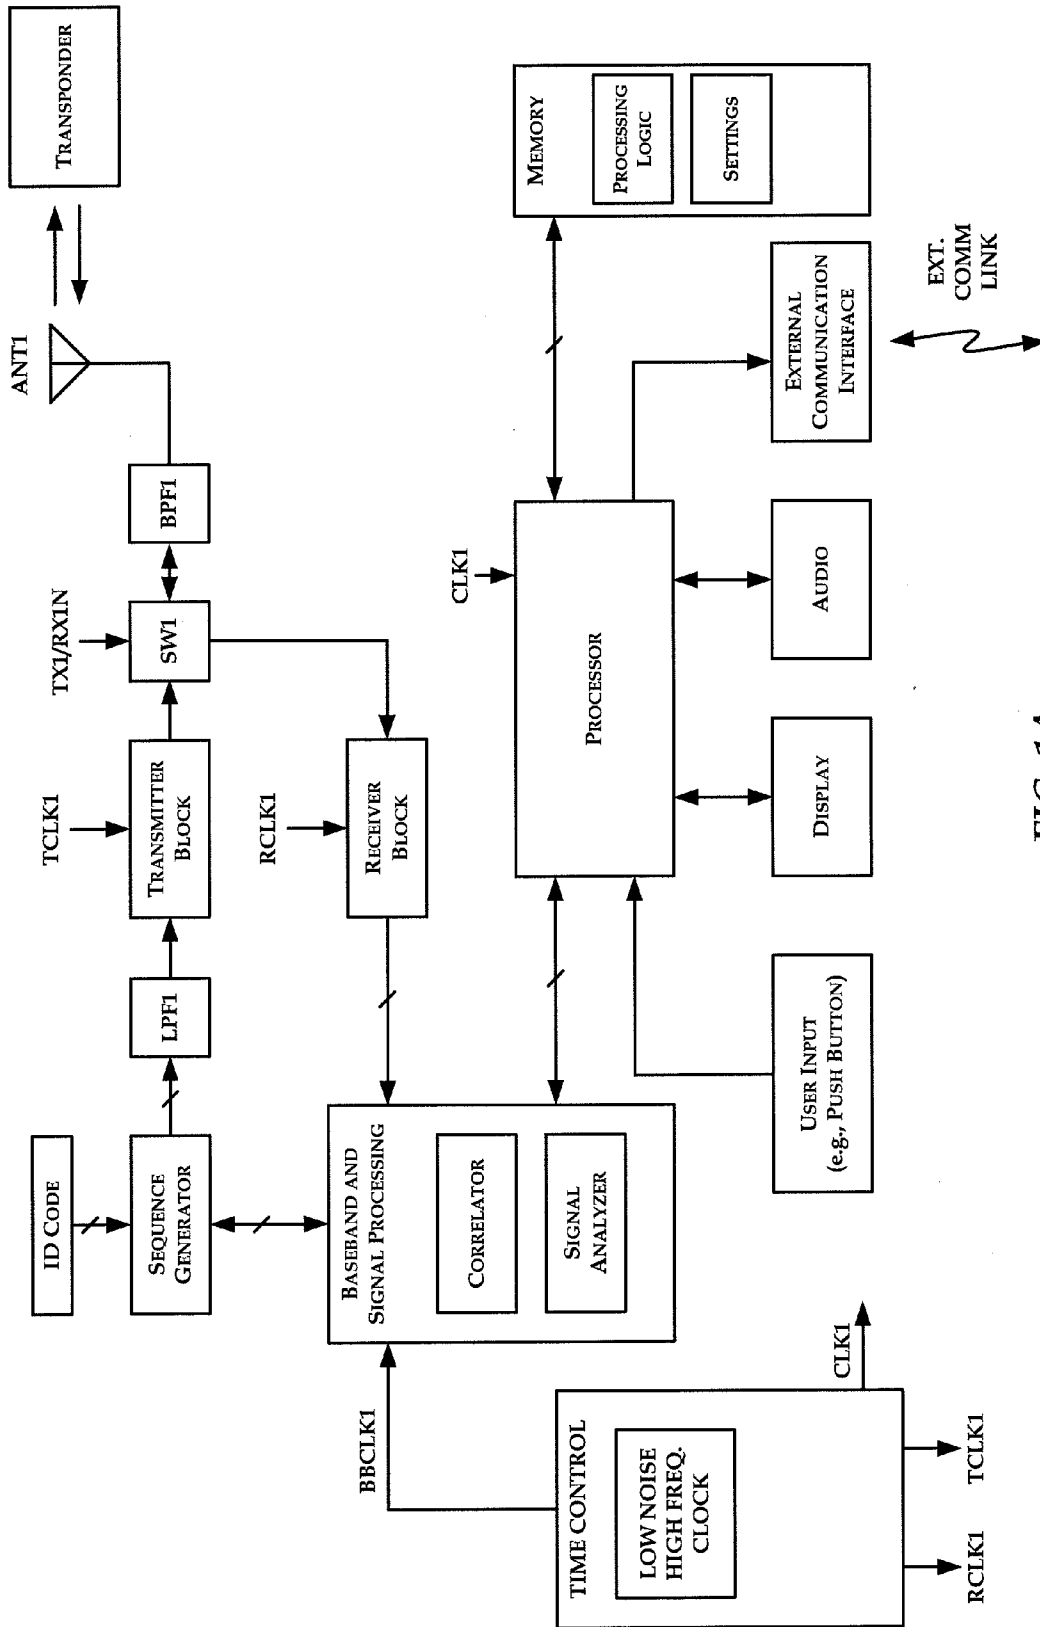 TRANSPONDER
ANT1
BPF1
TX1/RX1N
SW1
TCLK1
TRANSMITTER
BLOCK
LPF1
ID CODE
SEQUENCE
GENERATOR
RCLK1
RECEIVER
BLOCK
BASEBAND AND
SIGNAL PROCESSING
CORRELATOR
SIGNAL
ANALYZER
BBCLK1
TIME CONTROL
LOW NOISE
HIGH FREQ.
CLOCK
CLK1
RCLK1
TCLK1
CLK1
PROCESSOR
MEMORY
PROCESSING
LOGIC
SETTINGS
USER INPUT
(e.g., PUSH BUTTON)
DISPLAY
AUDIO
EXTERNAL
COMMUNICATION
INTERFACE
EXT.
COMM
LINK